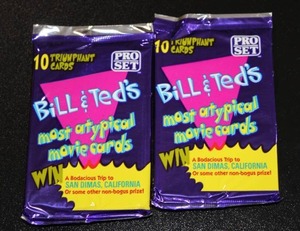 10 TRIUMPHANT
CARDS
PRO
SET
Bill & Ted's
most atypical
movie cards
WIN
A Bodacious Trip to
SAN DIMAS, CALIFORNIA
Or some other non-bogus prize!
10 TRIUMPHANT
CARDS
PRO
SET
Bill & Ted's
most atypical
movie cards
WIN
A Bodacious Trip to
SAN DIMAS, CALIFORNIA
Or some other non-bogus prize!